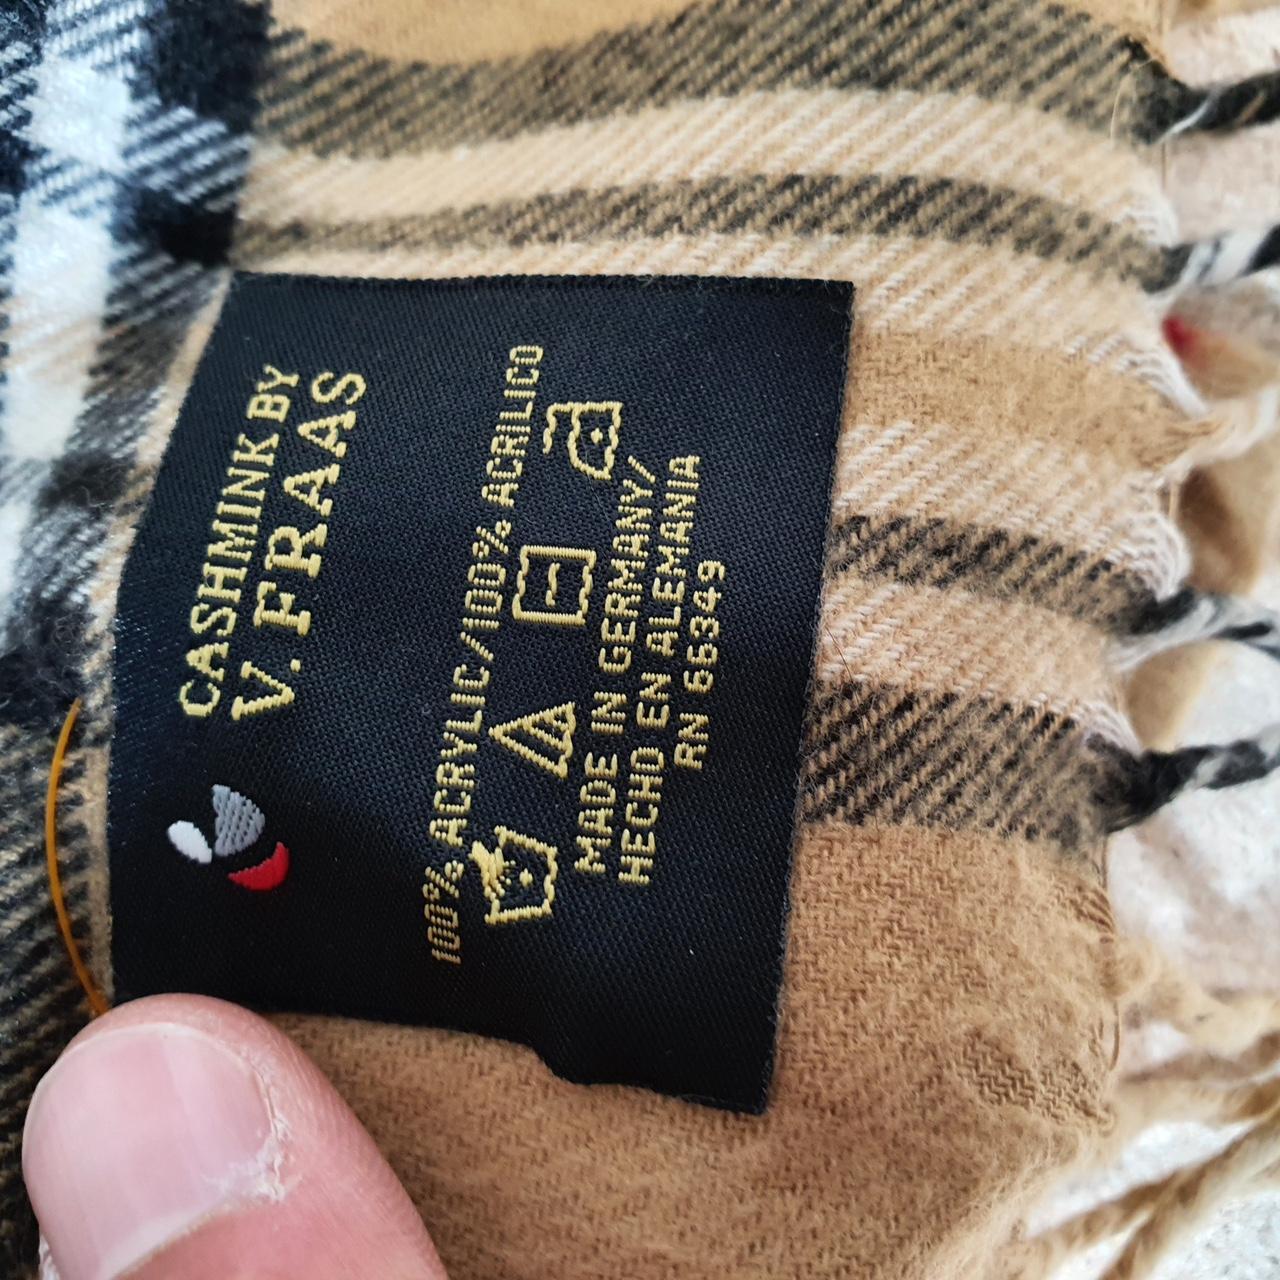 CASHMINK BY
V. FRAAS
100% ACRYLIC/100% ACRILICO
MADE IN GERMANY/
HECHO EN ALEMANIA
RN 66349